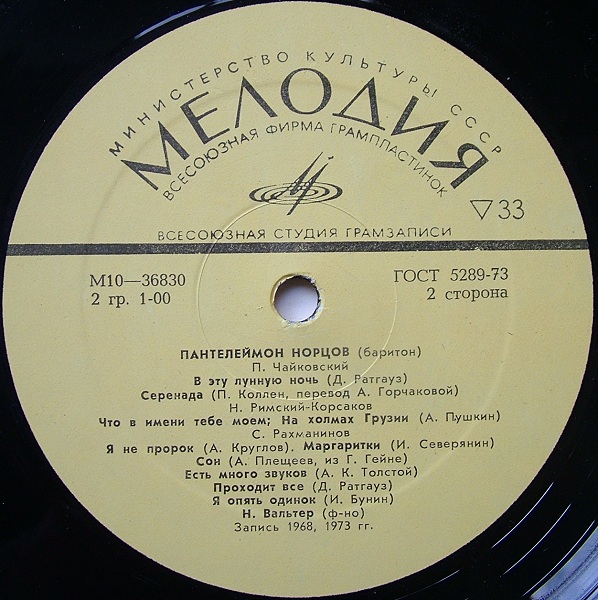 МИНИСТЕРСТВО КУЛЬТУРЫ СССР
МЕЛОДИЯ
ВСЕСОЮЗНАЯ ФИРМА ГРАМПЛАСТИНОК
▽33
ВСЕСОЮЗНАЯ СТУДИЯ ГРАМЗАПИСИ
М10—36830
ГОСТ 5289-73
2 гр. 1-00
2 сторона
ПАНТЕЛЕЙМОН НОРЦОВ (баритон)
П. Чайковский
В эту лунную ночь (Д. Ратгауз)
Серенада (П. Коллен, перевод А. Горчаковой)
Н. Римский-Корсаков
Что в имени тебе моем; На холмах Грузии (А. Пушкин)
С. Рахманинов
Я не пророк (А. Круглов). Маргаритки (И. Северянин)
Сон (А. Плещеев, из Г. Гейне)
Есть много звуков (А. К. Толстой)
Проходит все (Д. Ратгауз)
Я опять одинок (И. Бунин)
Н. Вальтер (ф-но)
Запись 1968, 1973 гг.